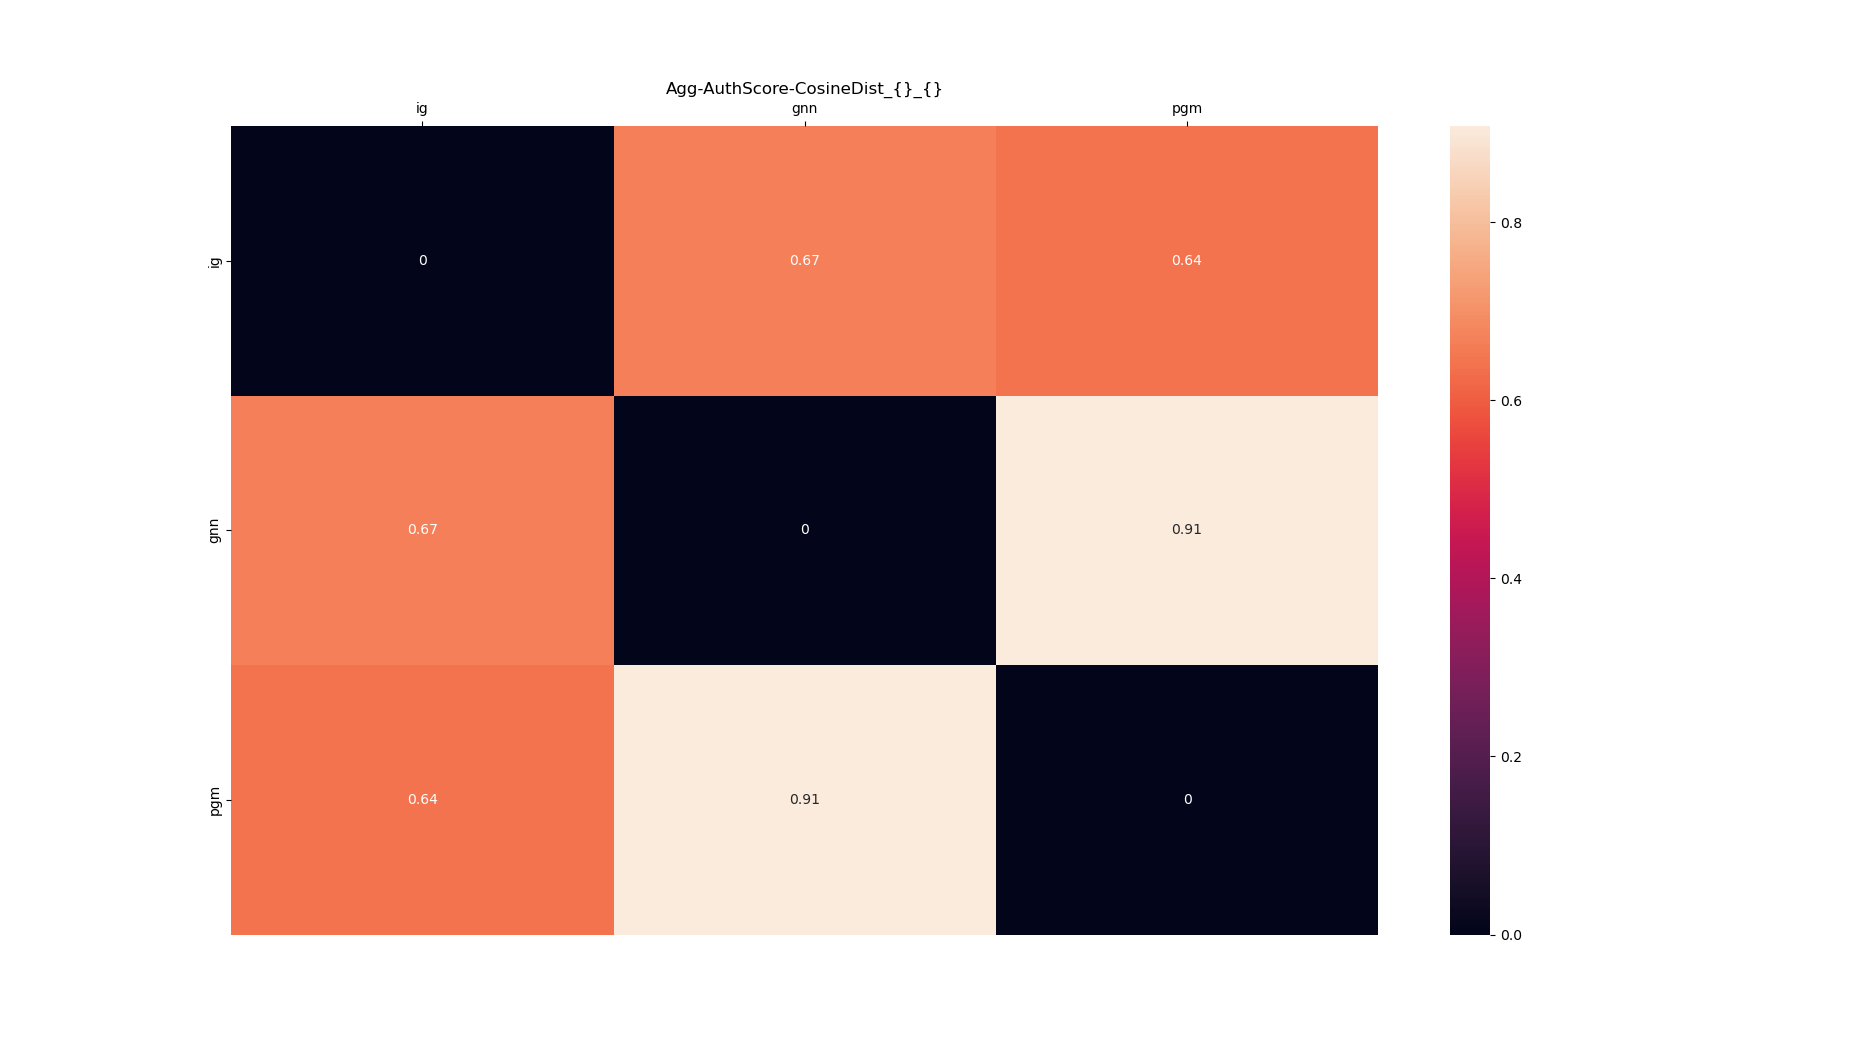 Agg-AuthScore-CosineDist_{}_{}
ig gnn pgm
ig 0 0.67 0.64
gnn 0.67 0 0.91
pgm 0.64 0.91 0
0.8
0.6
0.4
0.2
0.0